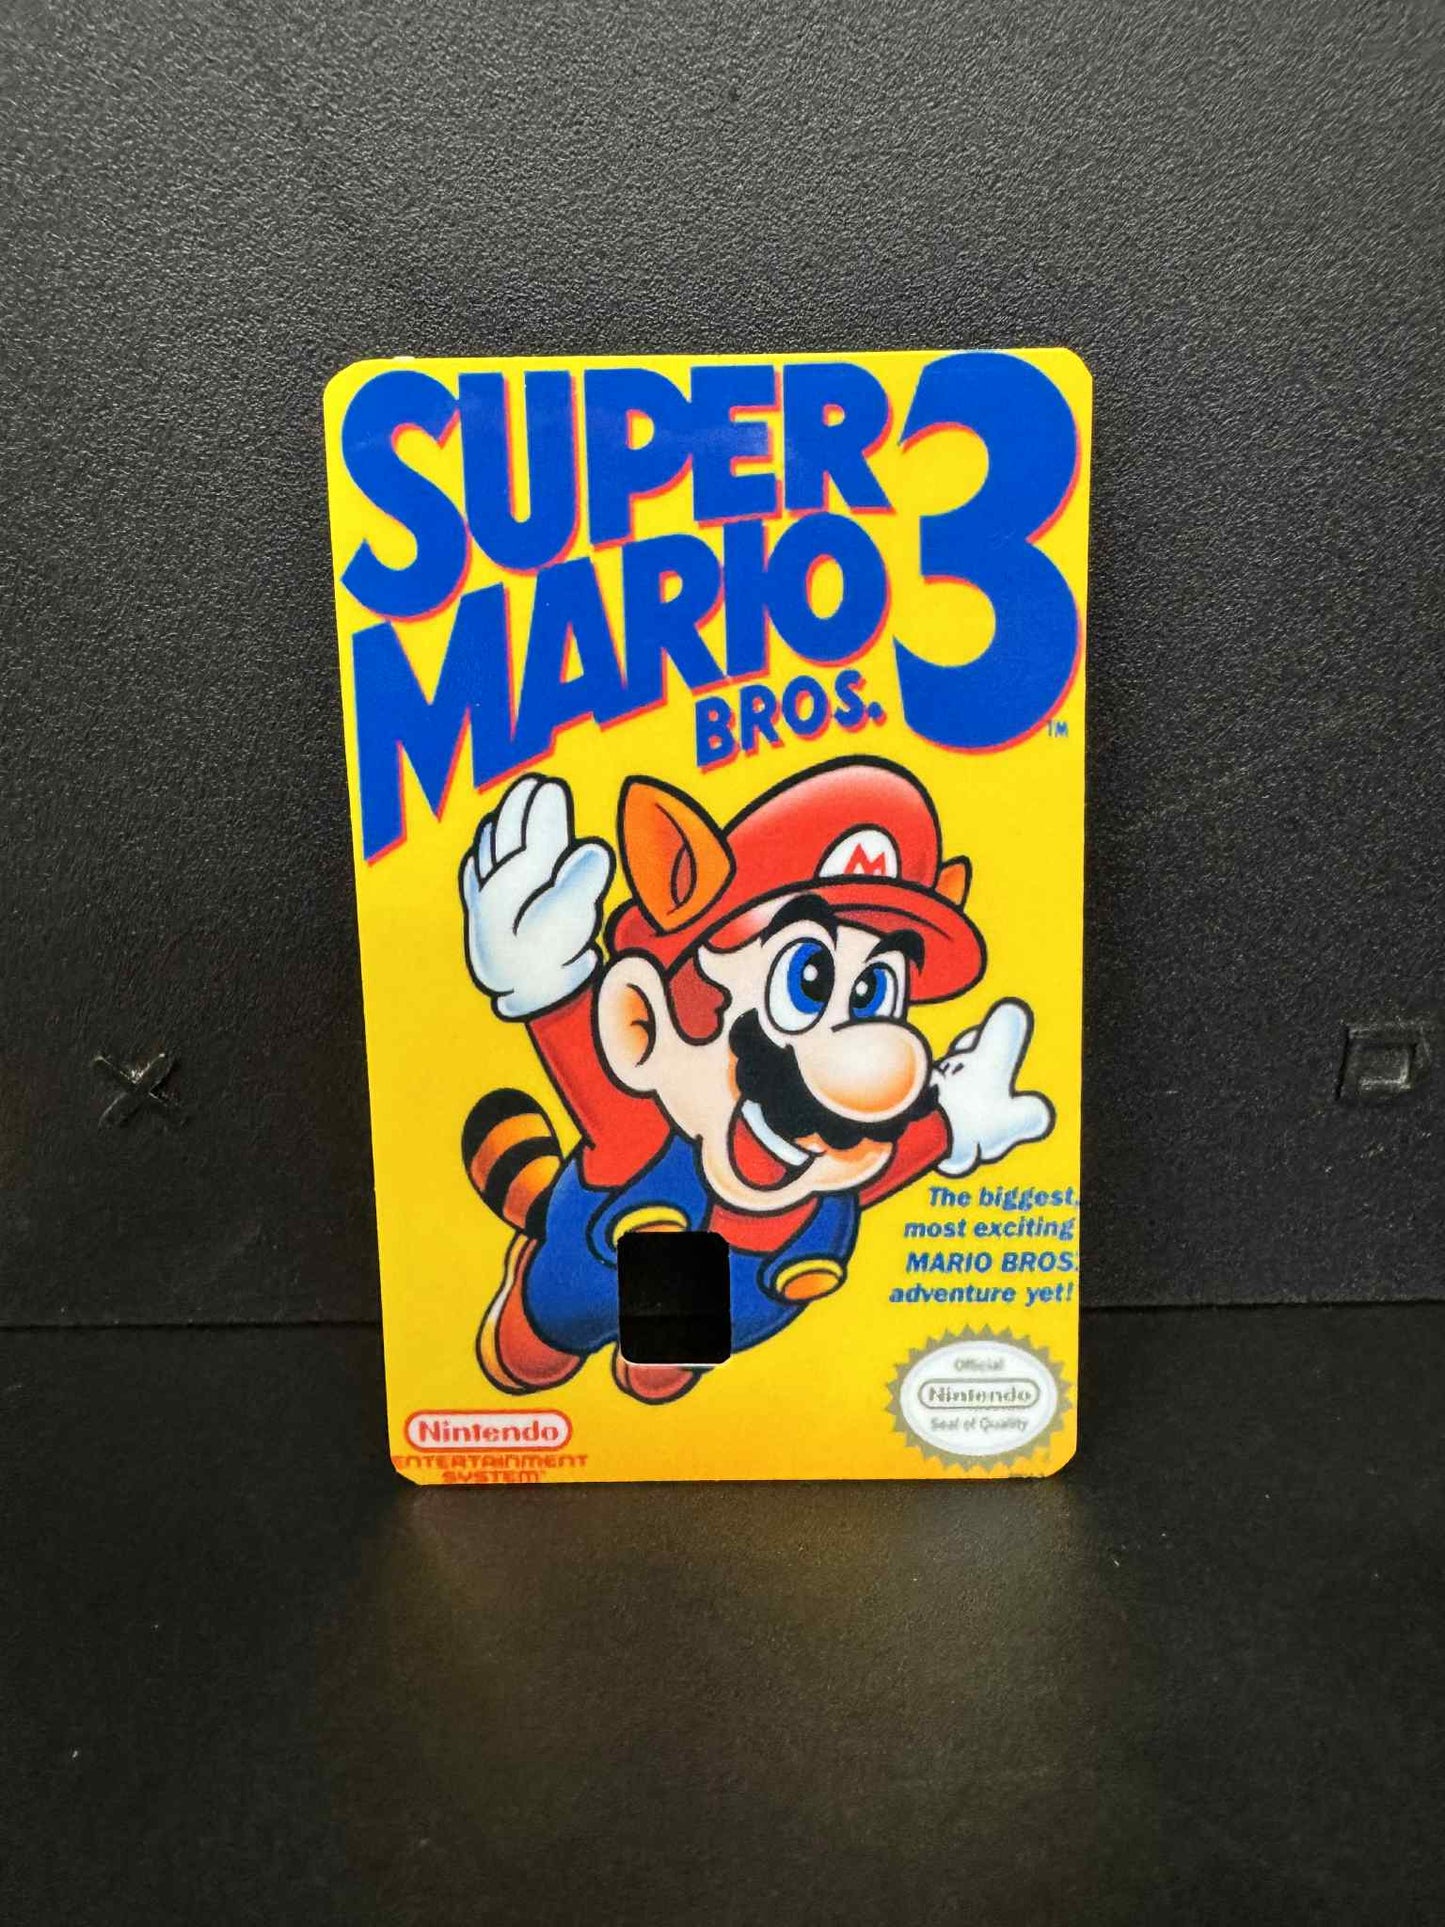 SUPER
MARIO
BROS.
3
TM
M
The biggest,
most exciting
MARIO BROS.
adventure yet!
Official
Nintendo
Seal of Quality
Nintendo
ENTERTAINMENT
SYSTEM